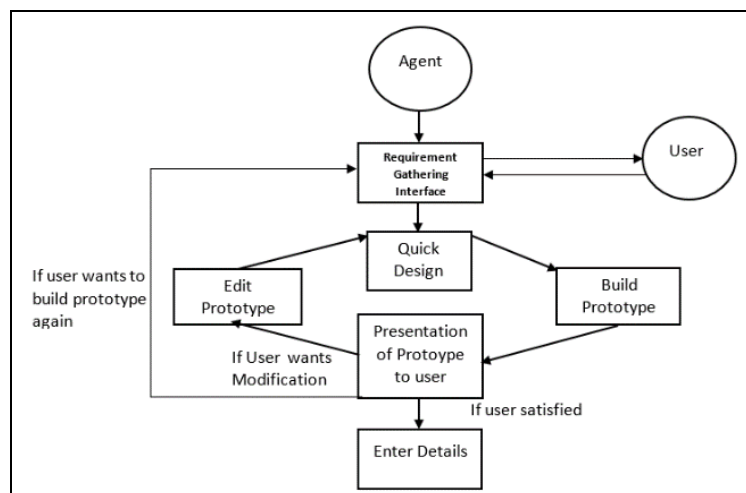 Agent
Requirement
Gathering
Interface
User
Quick
Design
If user wants to
build prototype
again
Edit
Prototype
Build
Prototype
Presentation
of Protoype
to user
If User wants
Modification
If user satisfied
Enter Details